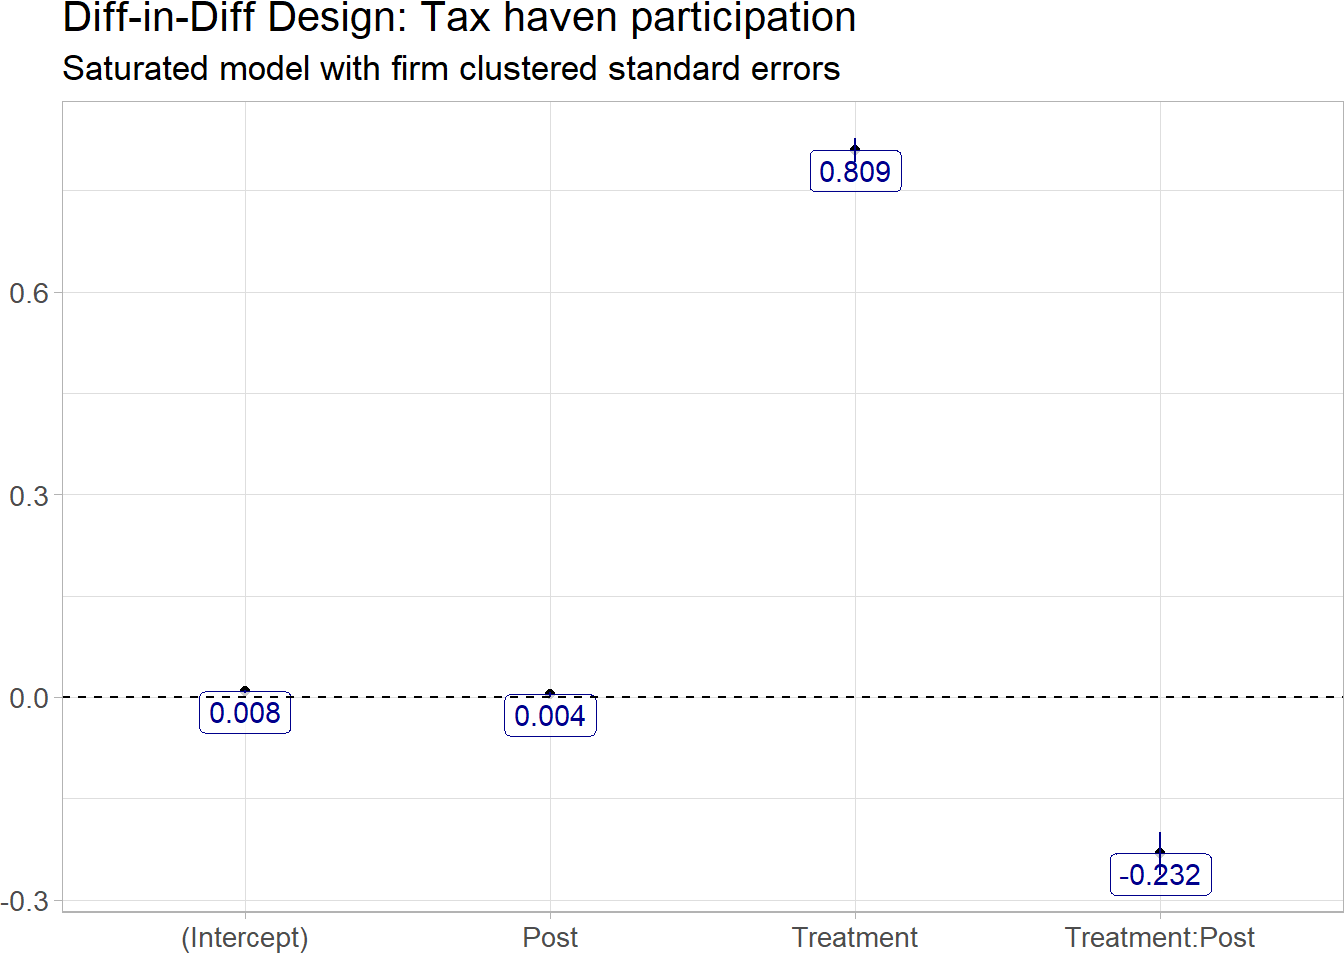 Diff-in-Diff Design: Tax haven participation
Saturated model with firm clustered standard errors
0.809
0.6
0.3
0.0
0.008
0.004
-0.232
-0.3
(Intercept) Post Treatment Treatment:Post